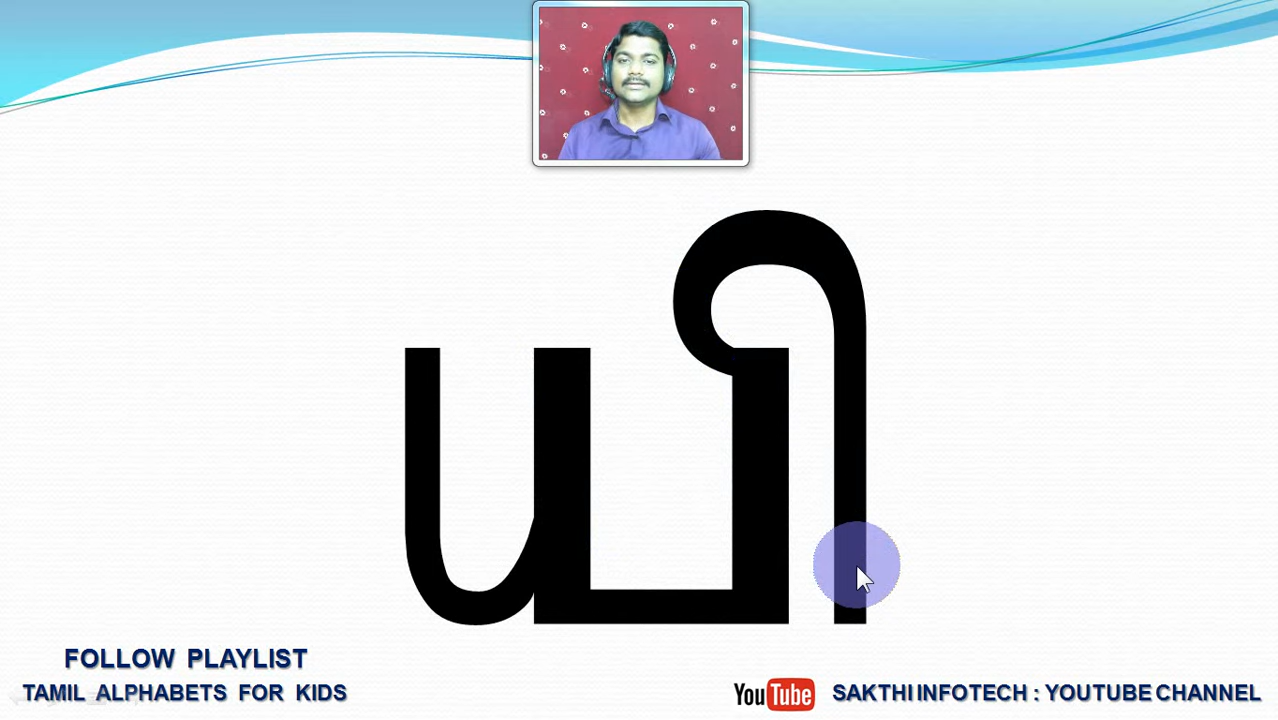 யி
FOLLOW PLAYLIST
TAMIL ALPHABETS FOR KIDS
YouTube SAKTHI INFOTECH : YOUTUBE CHANNEL